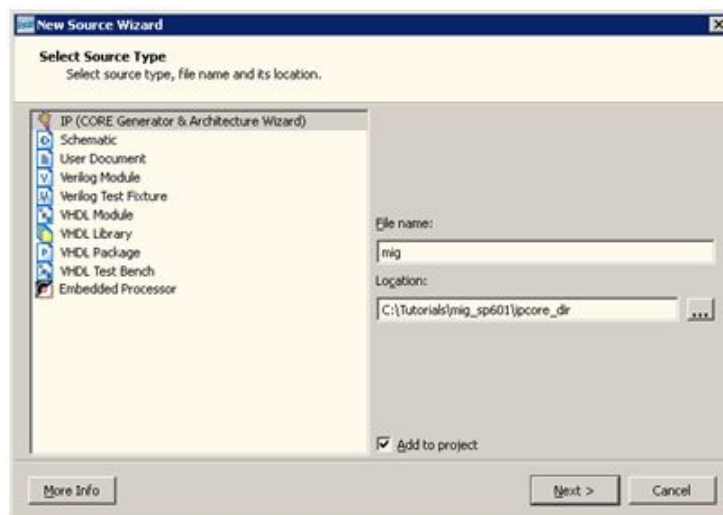 New Source Wizard
Select Source Type
Select source type, file name and its location.
IP (CORE Generator & Architecture Wizard)
Schematic
User Document
Verilog Module
Verilog Test Fixture
VHDL Module
VHDL Library
VHDL Package
VHDL Test Bench
Embedded Processor
File name:
mig
Location:
C:\Tutorials\mig_sp601\ipcore_dir
...
Add to project
More Info
Next >
Cancel